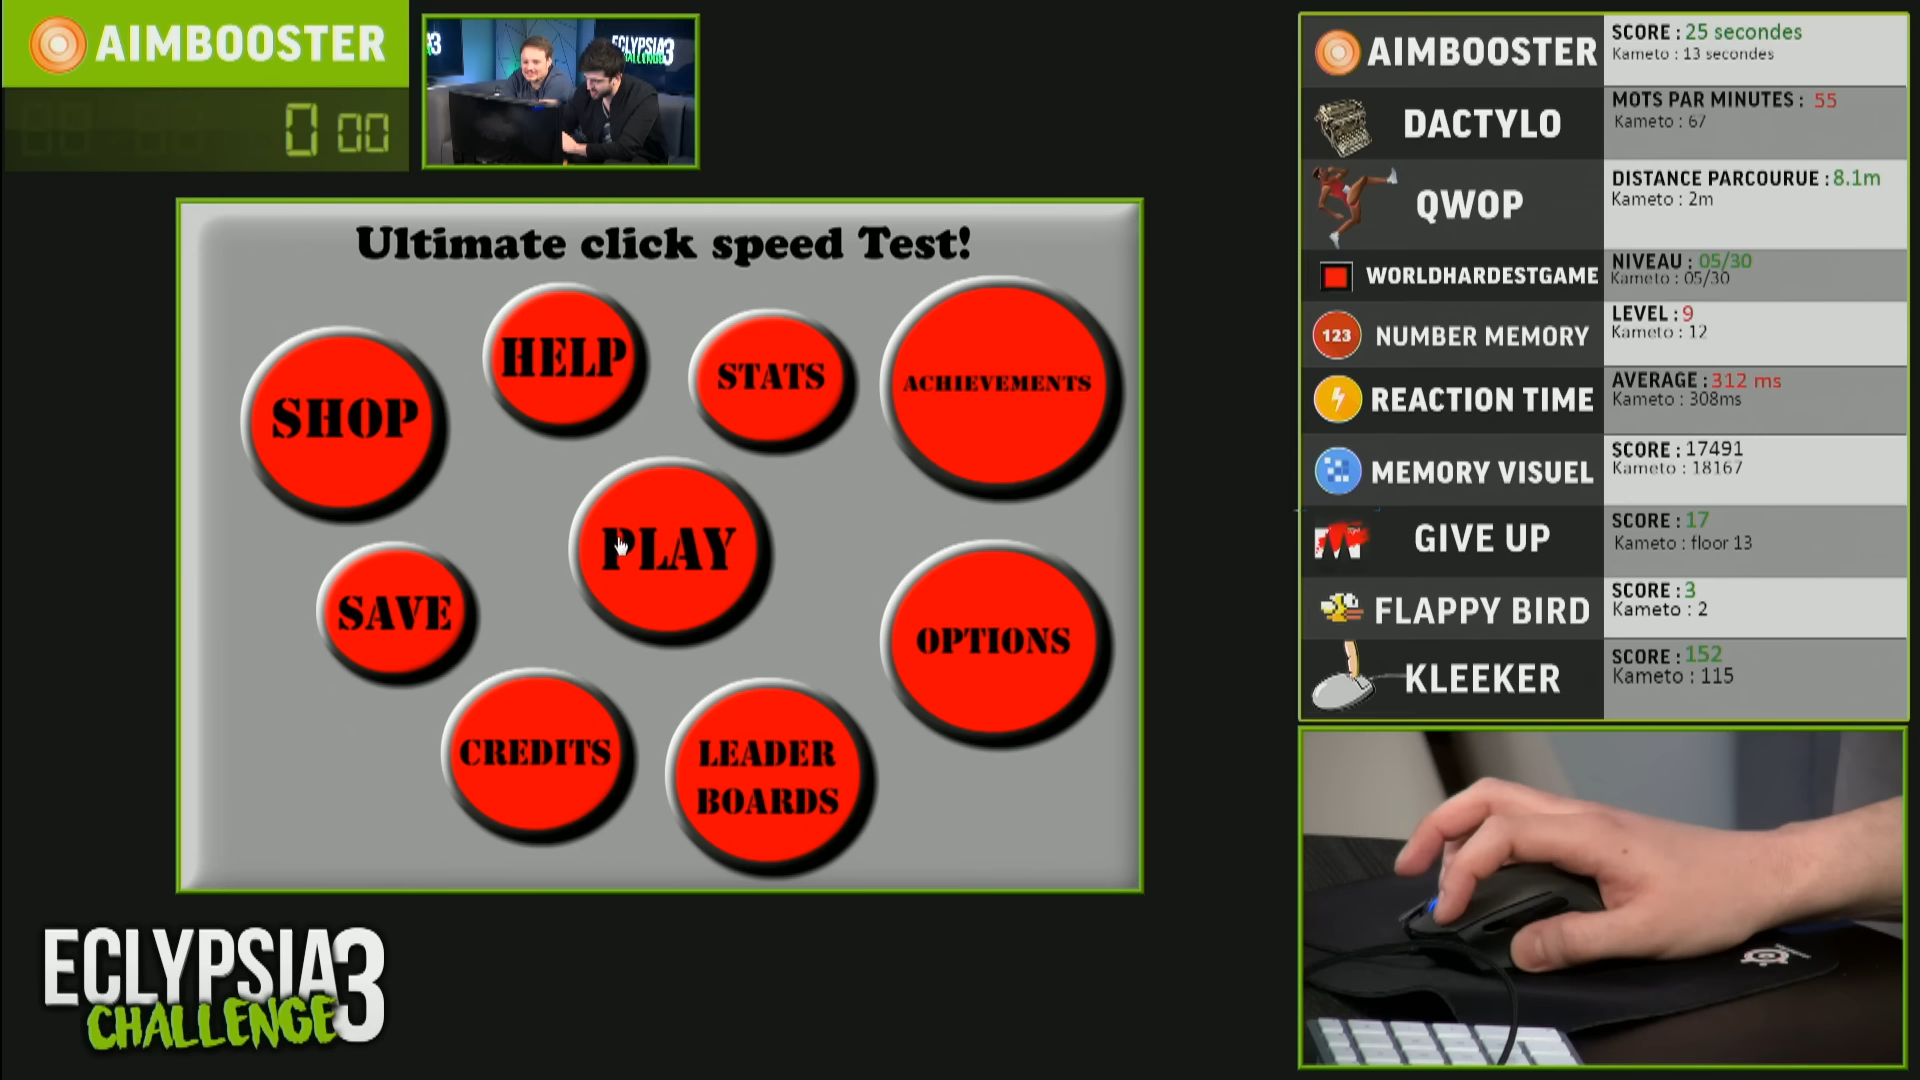 AIMBOOSTER
0 00
3
ECLYPSIA
CHALLENGE3
Ultimate click speed Test!
HELP
STATS
ACHIEVEMENTS
SHOP
PLAY
SAVE
OPTIONS
CREDITS
LEADER
BOARDS
ECLYPSIA3
CHALLENGE
AIMBOOSTER
SCORE : 25 secondes
Kameto : 13 secondes
DACTYLO
MOTS PAR MINUTES : 55
Kameto : 67
QWOP
DISTANCE PARCOURUE : 8.1m
Kameto : 2m
WORLDHARDESTGAME
NIVEAU : 05/30
Kameto : 05/30
123
NUMBER MEMORY
LEVEL : 9
Kameto : 12
REACTION TIME
AVERAGE : 312 ms
Kameto : 308ms
MEMORY VISUEL
SCORE : 17491
Kameto : 18167
GIVE UP
SCORE : 17
Kameto : floor 13
FLAPPY BIRD
SCORE : 3
Kameto : 2
KLEEKER
SCORE : 152
Kameto : 115